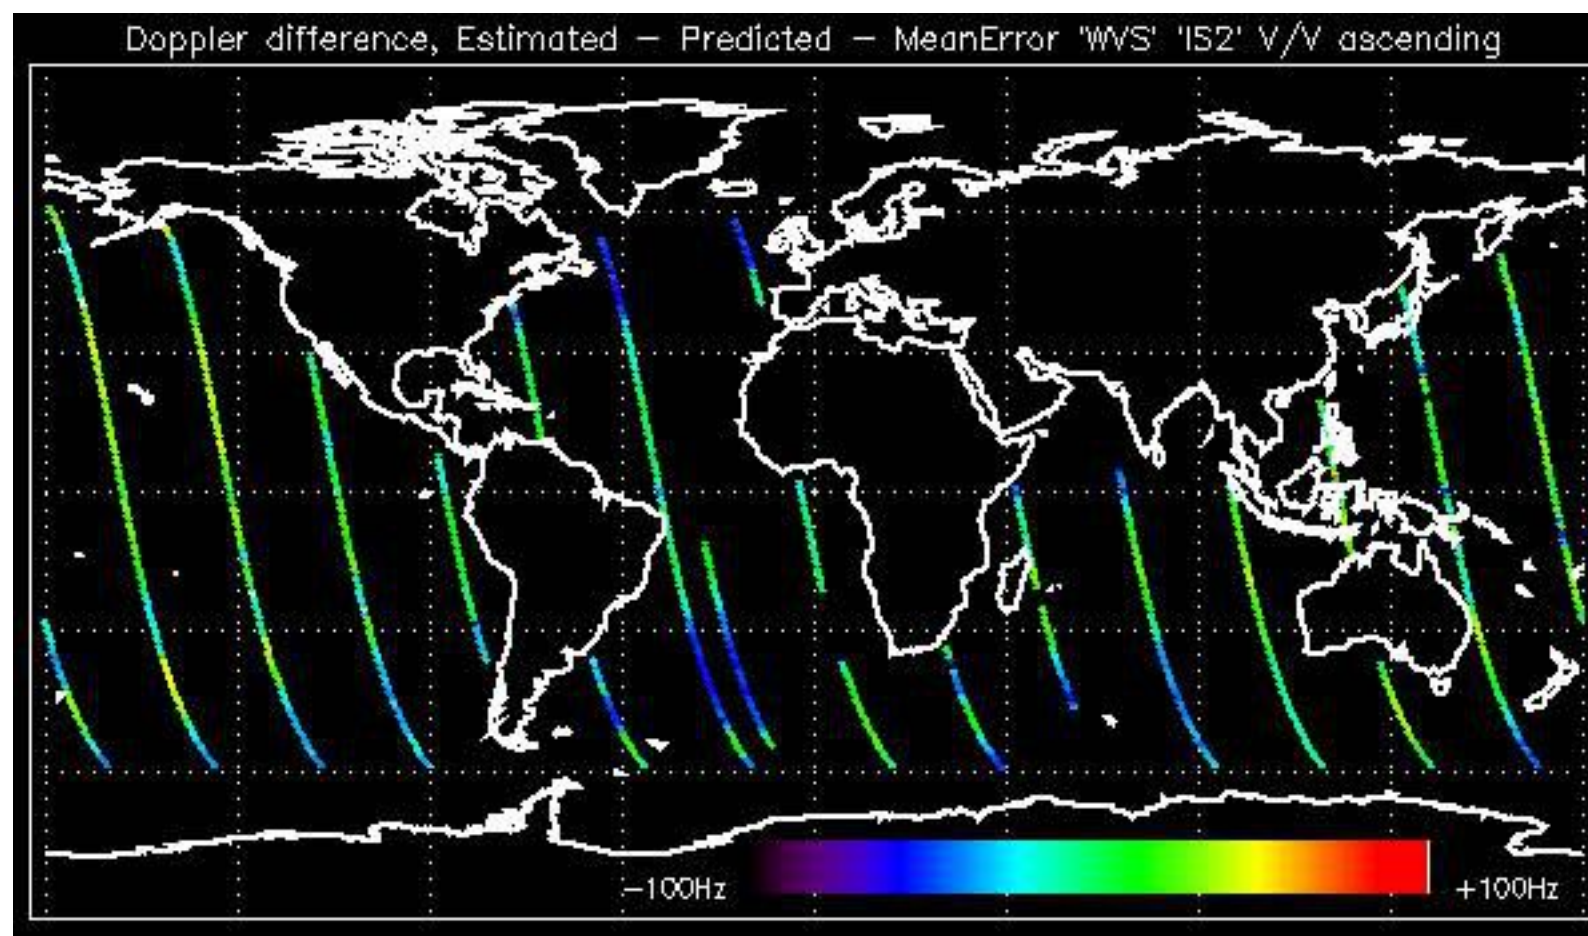 Doppler difference, Estimated – Predicted – MeanError 'WVS' 'IS2' V/V ascending
−100Hz
+100Hz